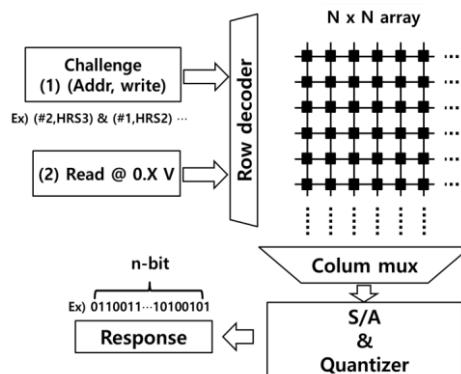 N x N array
Challenge
(1) (Addr, write)
Ex) (#2,HRS3) & (#1,HRS2) ···
(2) Read @ 0.X V
Row decoder
Colum mux
n-bit
Ex) 0110011···10100101
Response
S/A
&
Quantizer